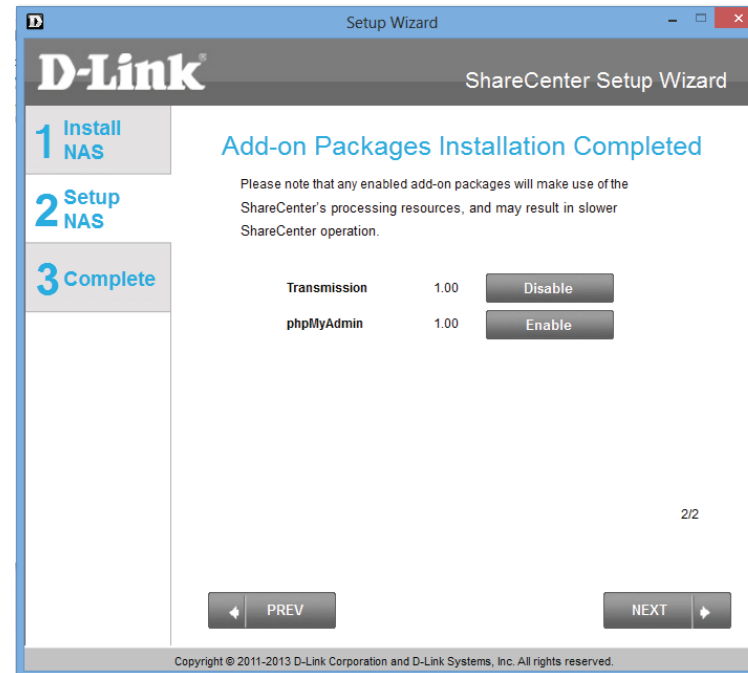 Setup Wizard
D-Link®
ShareCenter Setup Wizard
1 Install NAS
2 Setup NAS
3 Complete
Add-on Packages Installation Completed
Please note that any enabled add-on packages will make use of the
ShareCenter's processing resources, and may result in slower
ShareCenter operation.
Transmission 1.00 Disable
phpMyAdmin 1.00 Enable
2/2
PREV NEXT
Copyright © 2011-2013 D-Link Corporation and D-Link Systems, Inc. All rights reserved.